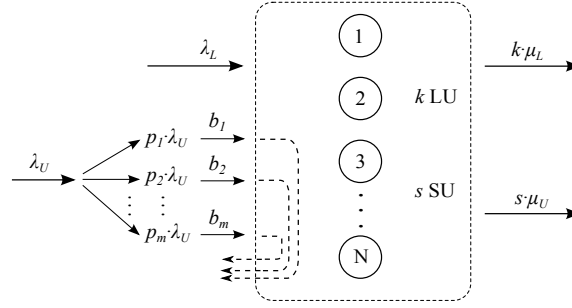 λ_L
1
k·μ_L
2
k LU
b_1
p_1·λ_U
λ_U
b_2
3
p_2·λ_U
s SU
s·μ_U
⋮ ⋮
b_m
p_m·λ_U
N